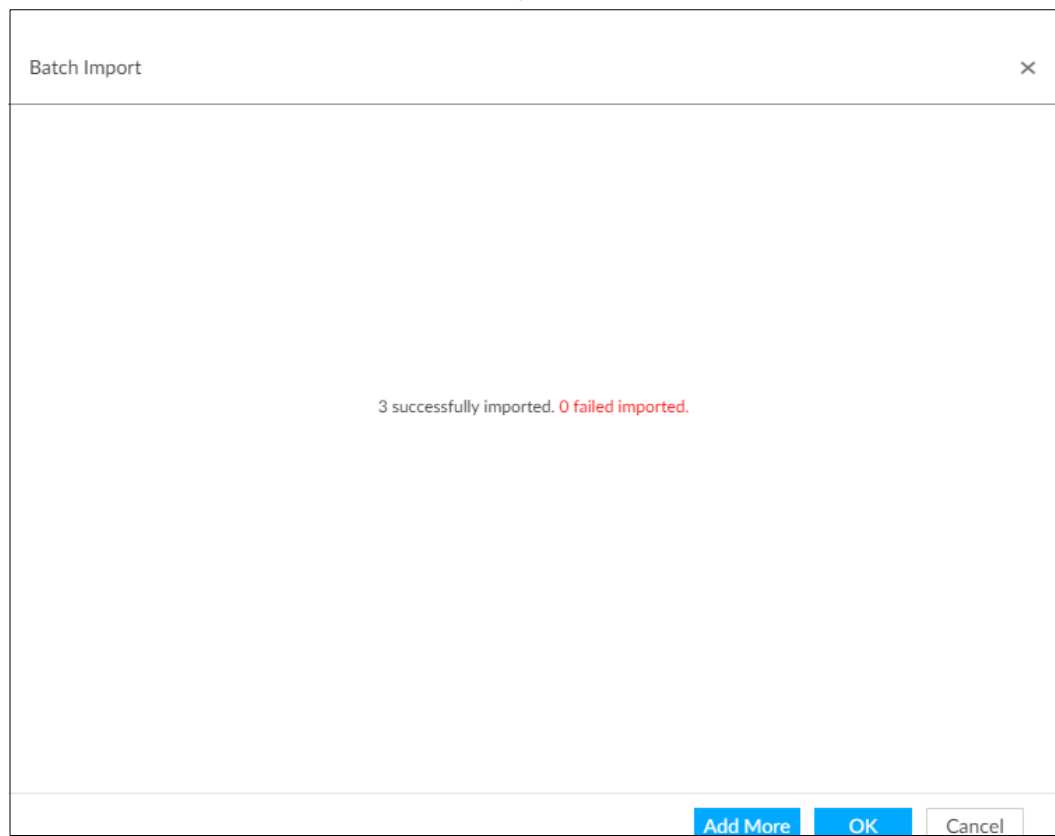 Batch Import ×
3 successfully imported. 0 failed imported.
Add More OK Cancel